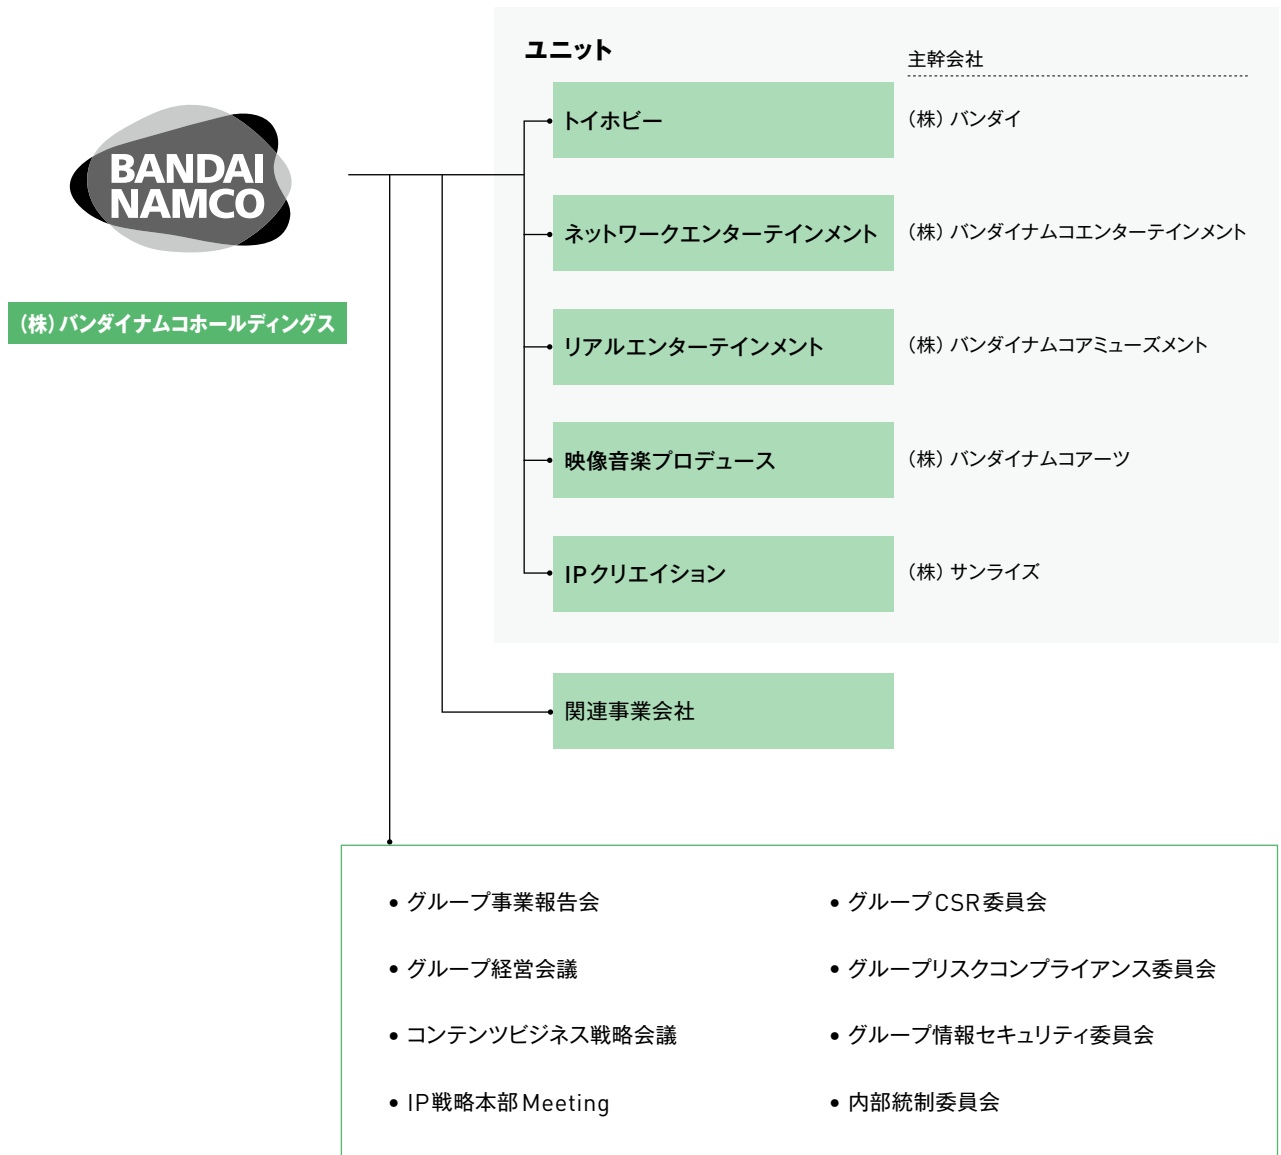 BANDAI
NAMCO
(株)バンダイナムコホールディングス
ユニット
主幹会社
トイホビー
(株) バンダイ
ネットワークエンターテインメント
(株) バンダイナムコエンターテインメント
リアルエンターテインメント
(株) バンダイナムコアミューズメント
映像音楽プロデュース
(株) バンダイナムコアーツ
IPクリエイション
(株) サンライズ
関連事業会社
• グループ事業報告会
• グループ経営会議
• コンテンツビジネス戦略会議
• IP戦略本部Meeting
• グループCSR委員会
• グループリスクコンプライアンス委員会
• グループ情報セキュリティ委員会
• 内部統制委員会